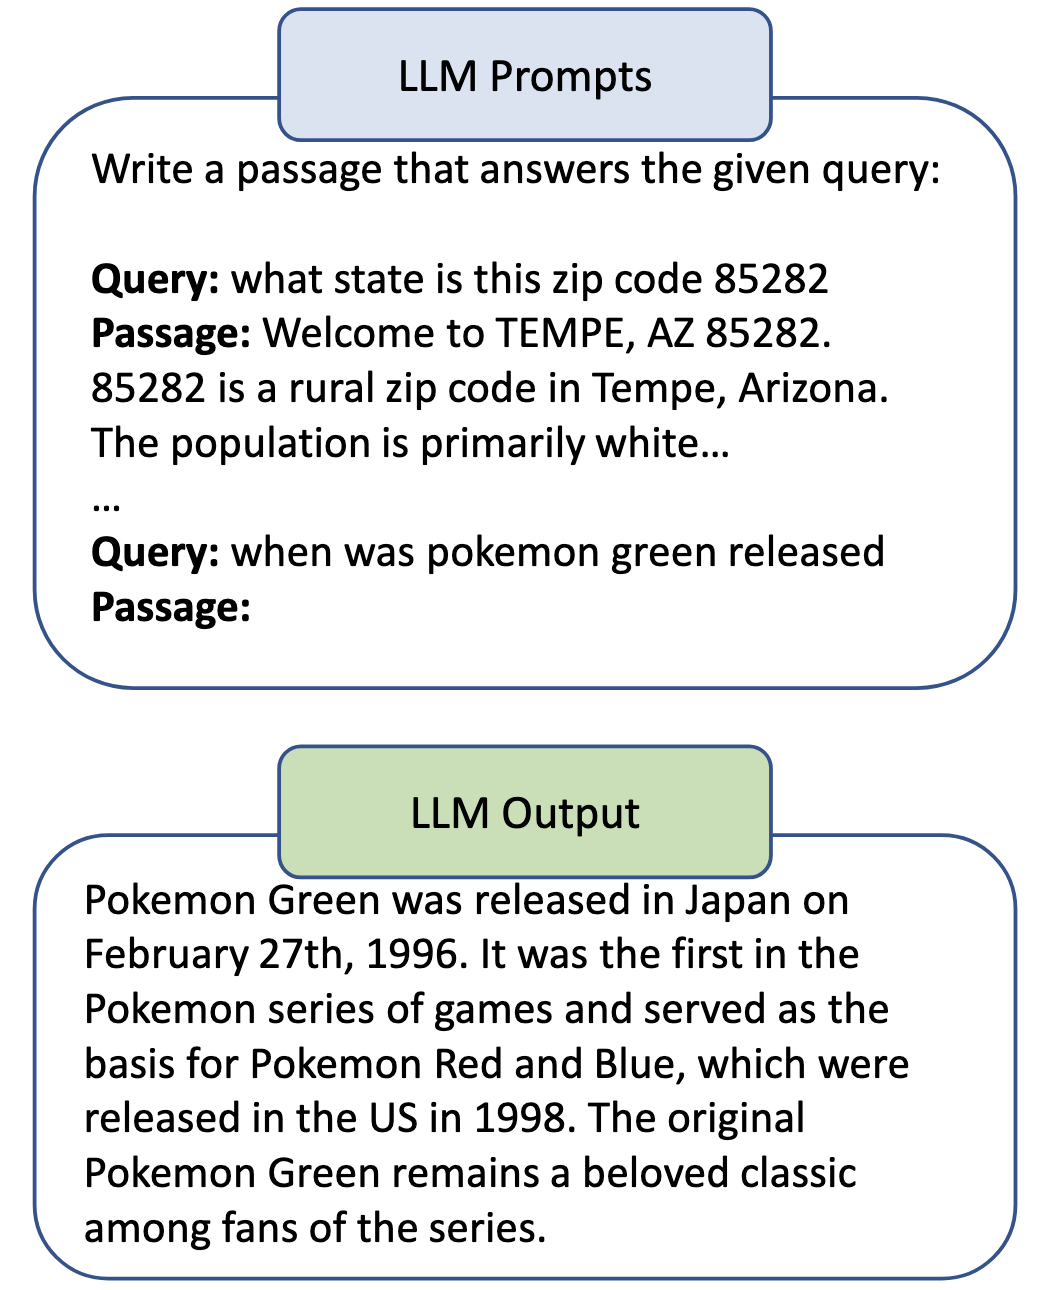 LLM Prompts
Write a passage that answers the given query:
Query: what state is this zip code 85282
Passage: Welcome to TEMPE, AZ 85282.
85282 is a rural zip code in Tempe, Arizona.
The population is primarily white…
…
Query: when was pokemon green released
Passage:
LLM Output
Pokemon Green was released in Japan on
February 27th, 1996. It was the first in the
Pokemon series of games and served as the
basis for Pokemon Red and Blue, which were
released in the US in 1998. The original
Pokemon Green remains a beloved classic
among fans of the series.